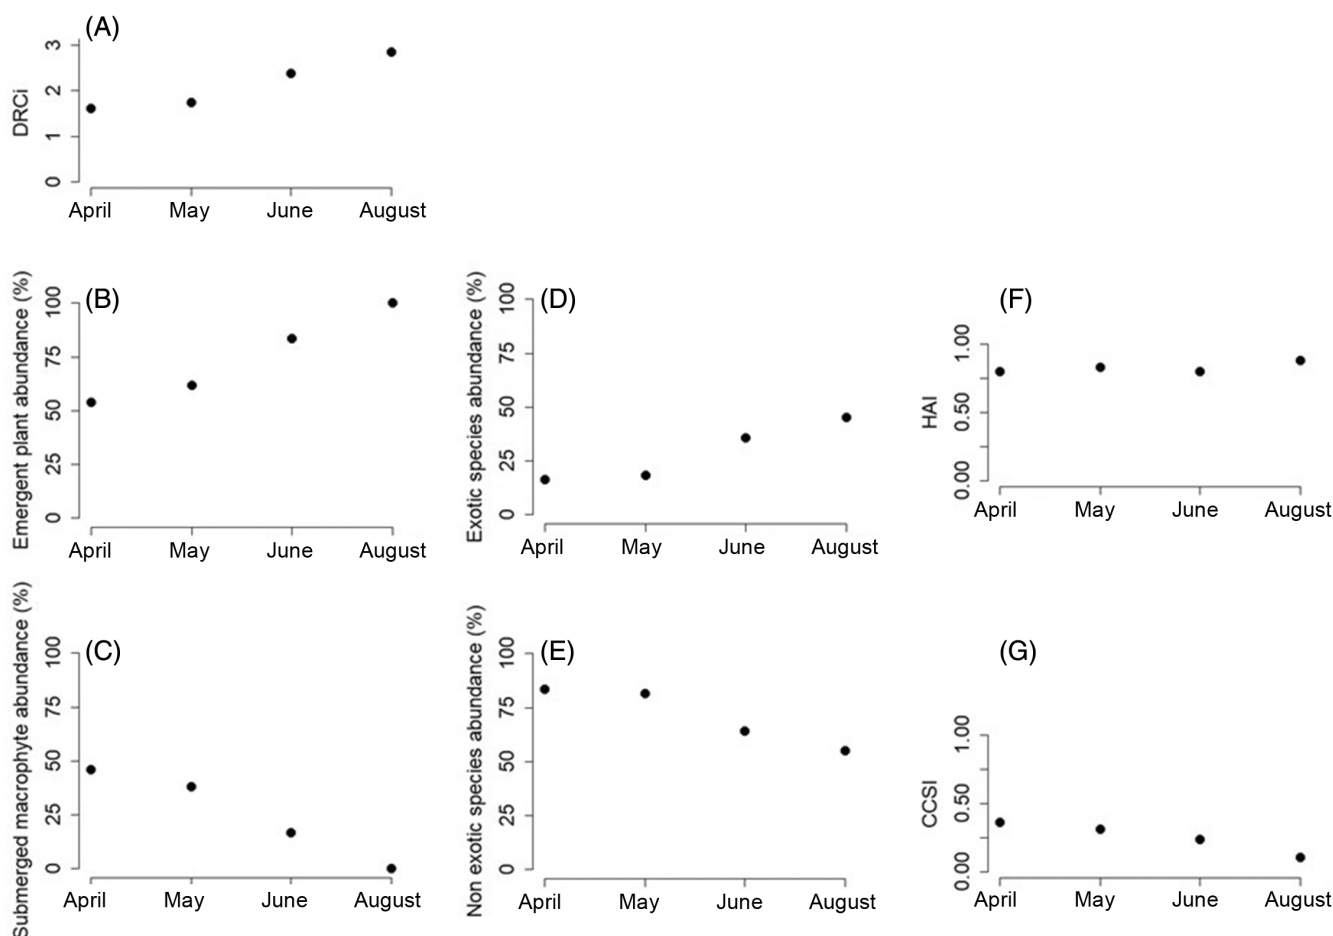 (A)
DRCi
3
2
1
0
April May June August
(B)
Emergent plant abundance (%)
100
75
50
25
0
April May June August
(C)
Submerged macrophyte abundance (%)
100
75
50
25
0
April May June August
(D)
Exotic species abundance (%)
100
75
50
25
0
April May June August
(E)
Non exotic species abundance (%)
100
75
50
25
0
April May June August
(F)
HAI
1.00
0.50
0.00
April May June August
(G)
CCSI
1.00
0.50
0.00
April May June August